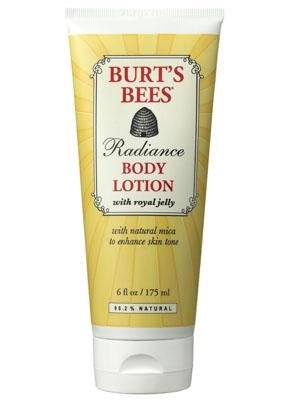 BURT'S
BEES
Radiance
BODY
LOTION
with royal jelly
with natural mica
to enhance skin tone
6 fl oz / 175 ml
98.2% NATURAL